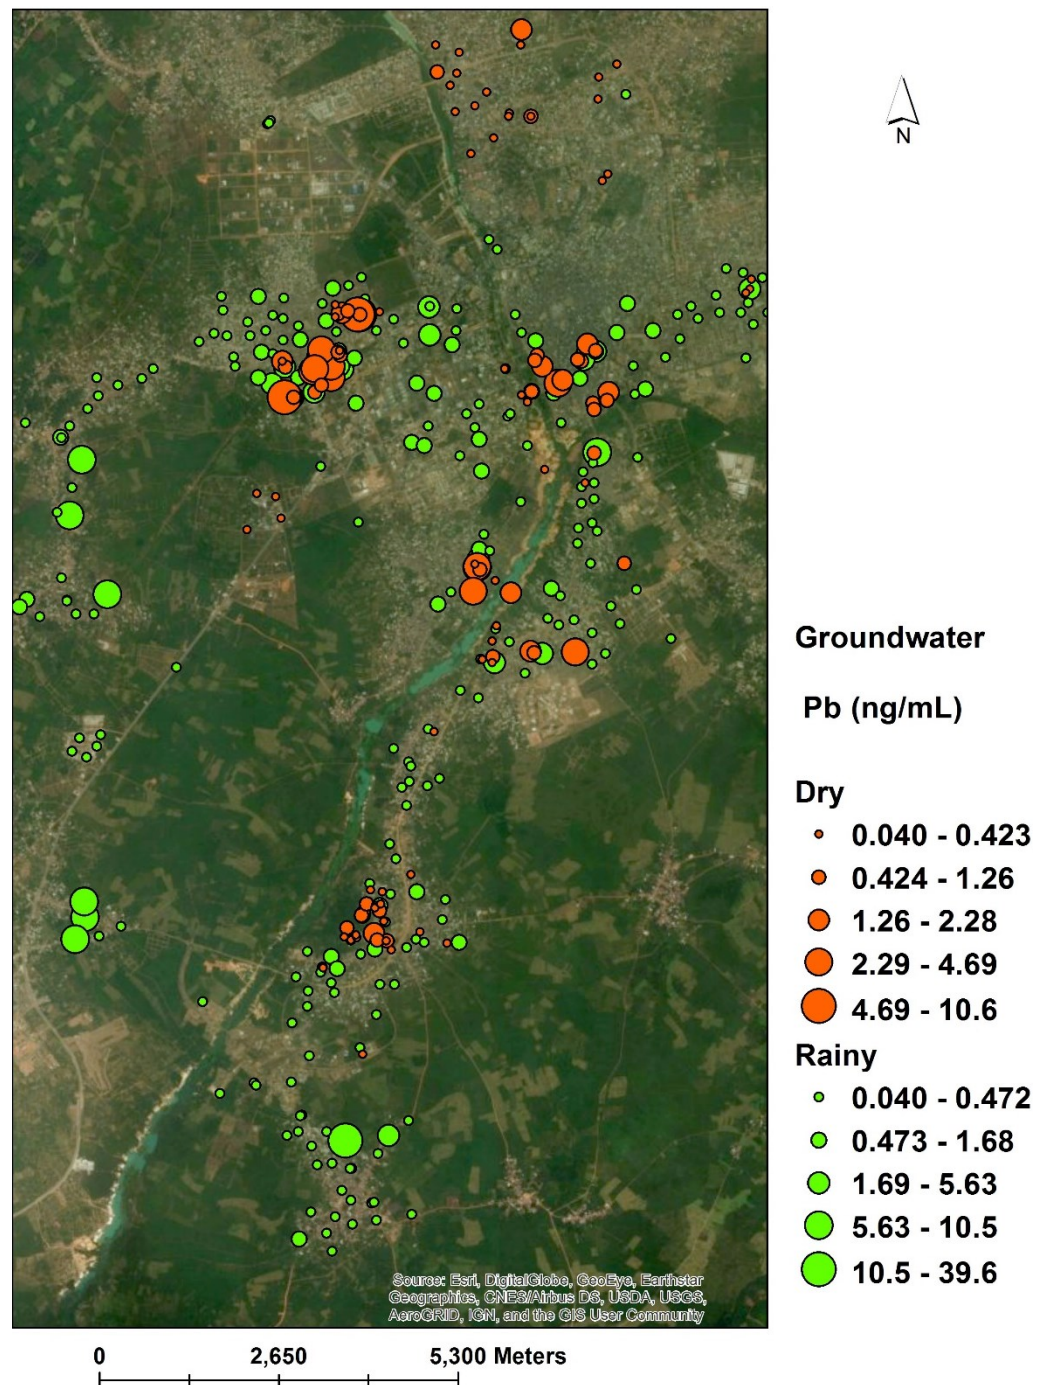 N
Groundwater
Pb (ng/mL)
Dry
0.040 - 0.423
0.424 - 1.26
1.26 - 2.28
2.29 - 4.69
4.69 - 10.6
Rainy
0.040 - 0.472
0.473 - 1.68
1.69 - 5.63
5.63 - 10.5
10.5 - 39.6
Source: Esri, DigitalGlobe, GeoEye, Earthstar
Geographics, CNES/Airbus DS, USDA, USGS,
AeroGRID, IGN, and the GIS User Community
0 2,650 5,300 Meters